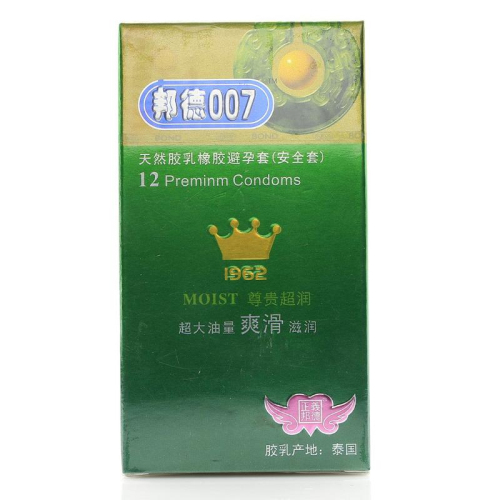 邦德007
天然胶乳橡胶避孕套(安全套)
12 Preminm Condoms
1962
MOIST 尊贵超润
超大油量 爽滑 滋润
胶乳产地：泰国